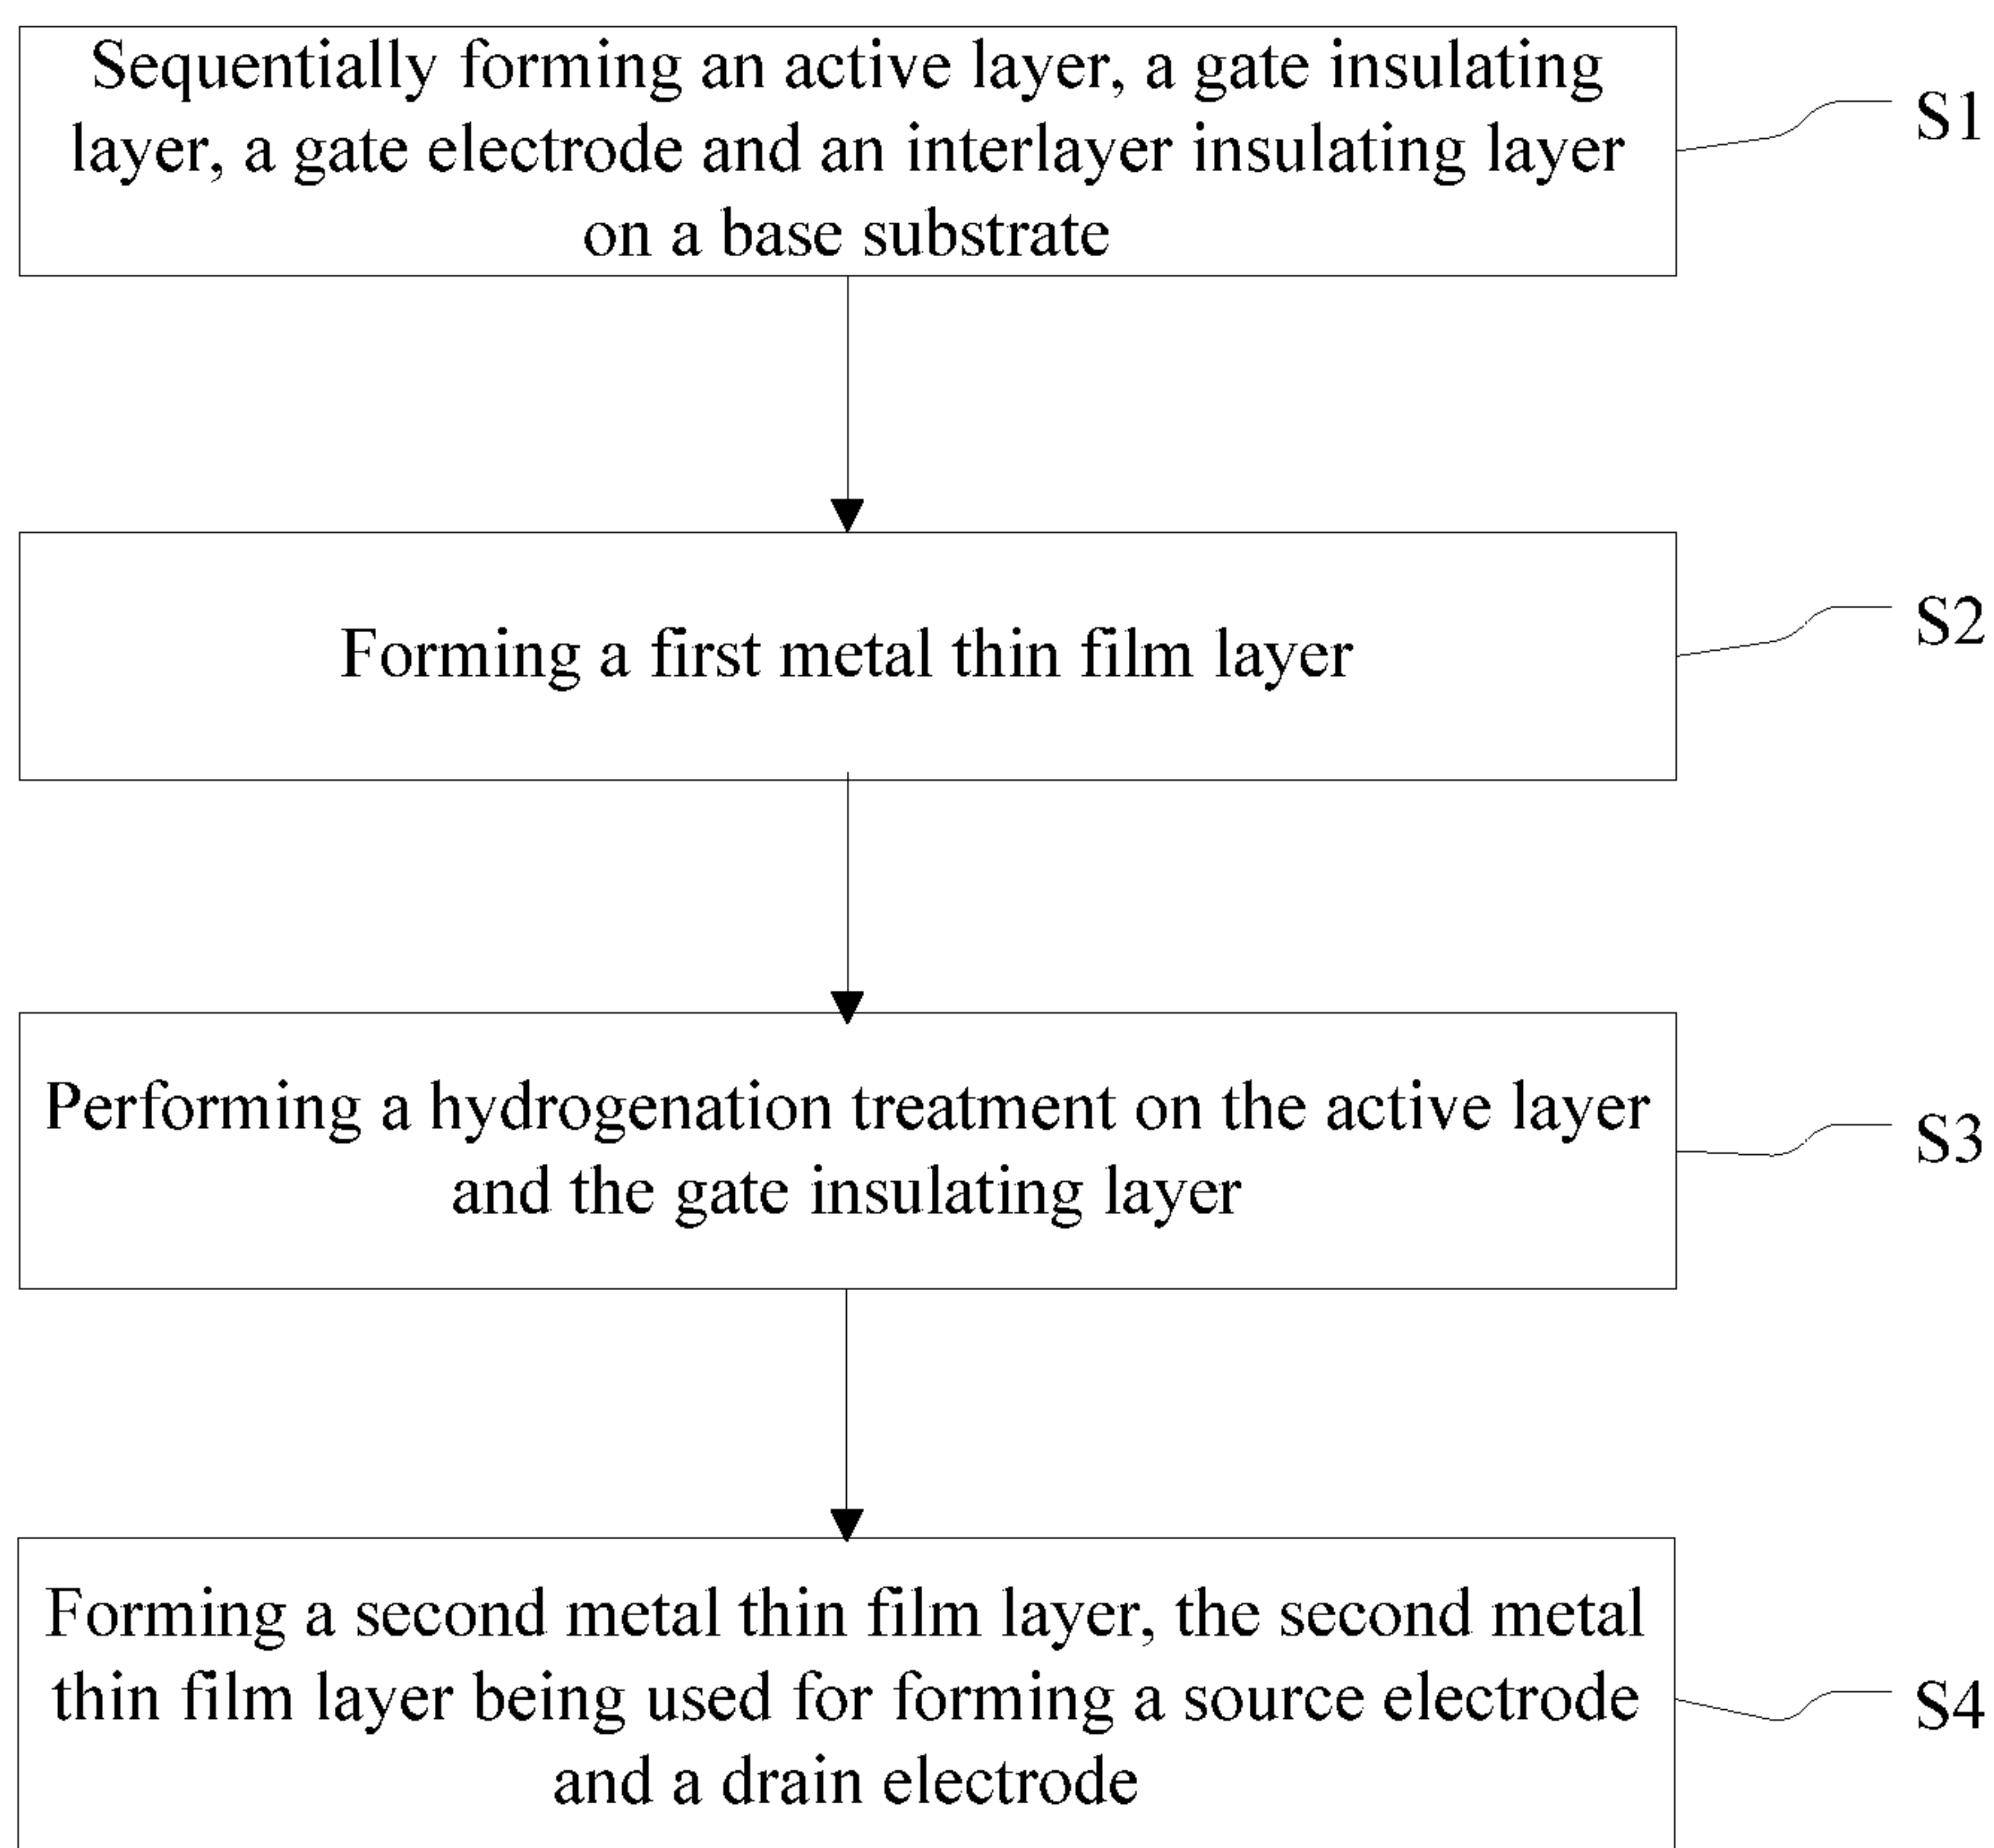 Sequentially forming an active layer, a gate insulating
layer, a gate electrode and an interlayer insulating layer
on a base substrate
S1
Forming a first metal thin film layer
S2
Performing a hydrogenation treatment on the active layer
and the gate insulating layer
S3
Forming a second metal thin film layer, the second metal
thin film layer being used for forming a source electrode
and a drain electrode
S4